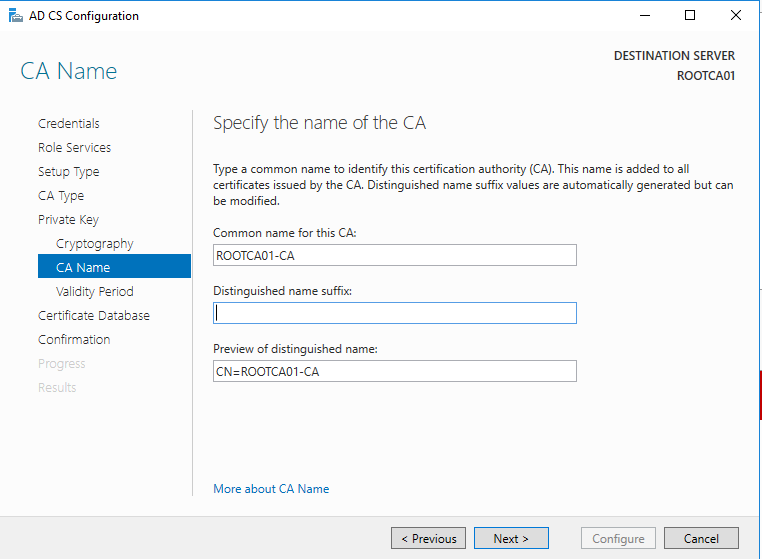 AD CS Configuration
CA Name
DESTINATION SERVER
ROOTCA01
Credentials
Role Services
Setup Type
CA Type
Private Key
Cryptography
CA Name
Validity Period
Certificate Database
Confirmation
Progress
Results
Specify the name of the CA
Type a common name to identify this certification authority (CA). This name is added to all
certificates issued by the CA. Distinguished name suffix values are automatically generated but can
be modified.
Common name for this CA:
ROOTCA01-CA
Distinguished name suffix:
Preview of distinguished name:
CN=ROOTCA01-CA
More about CA Name
< Previous
Next >
Configure
Cancel